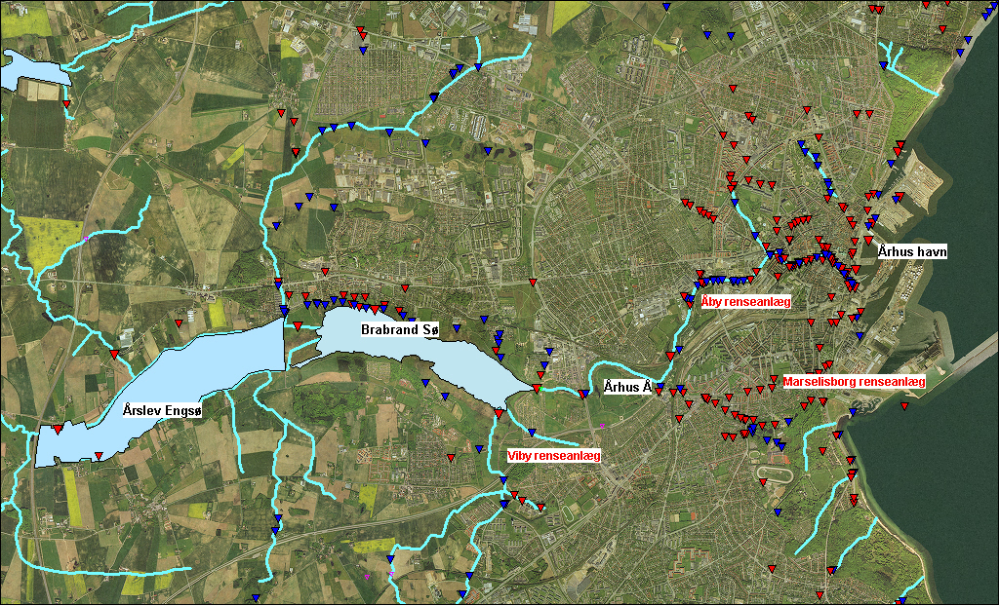 Århus havn
Åby renseanlæg
Brabrand Sø
Marselisborg renseanlæg
Århus Å
Årslev Engsø
Viby renseanlæg